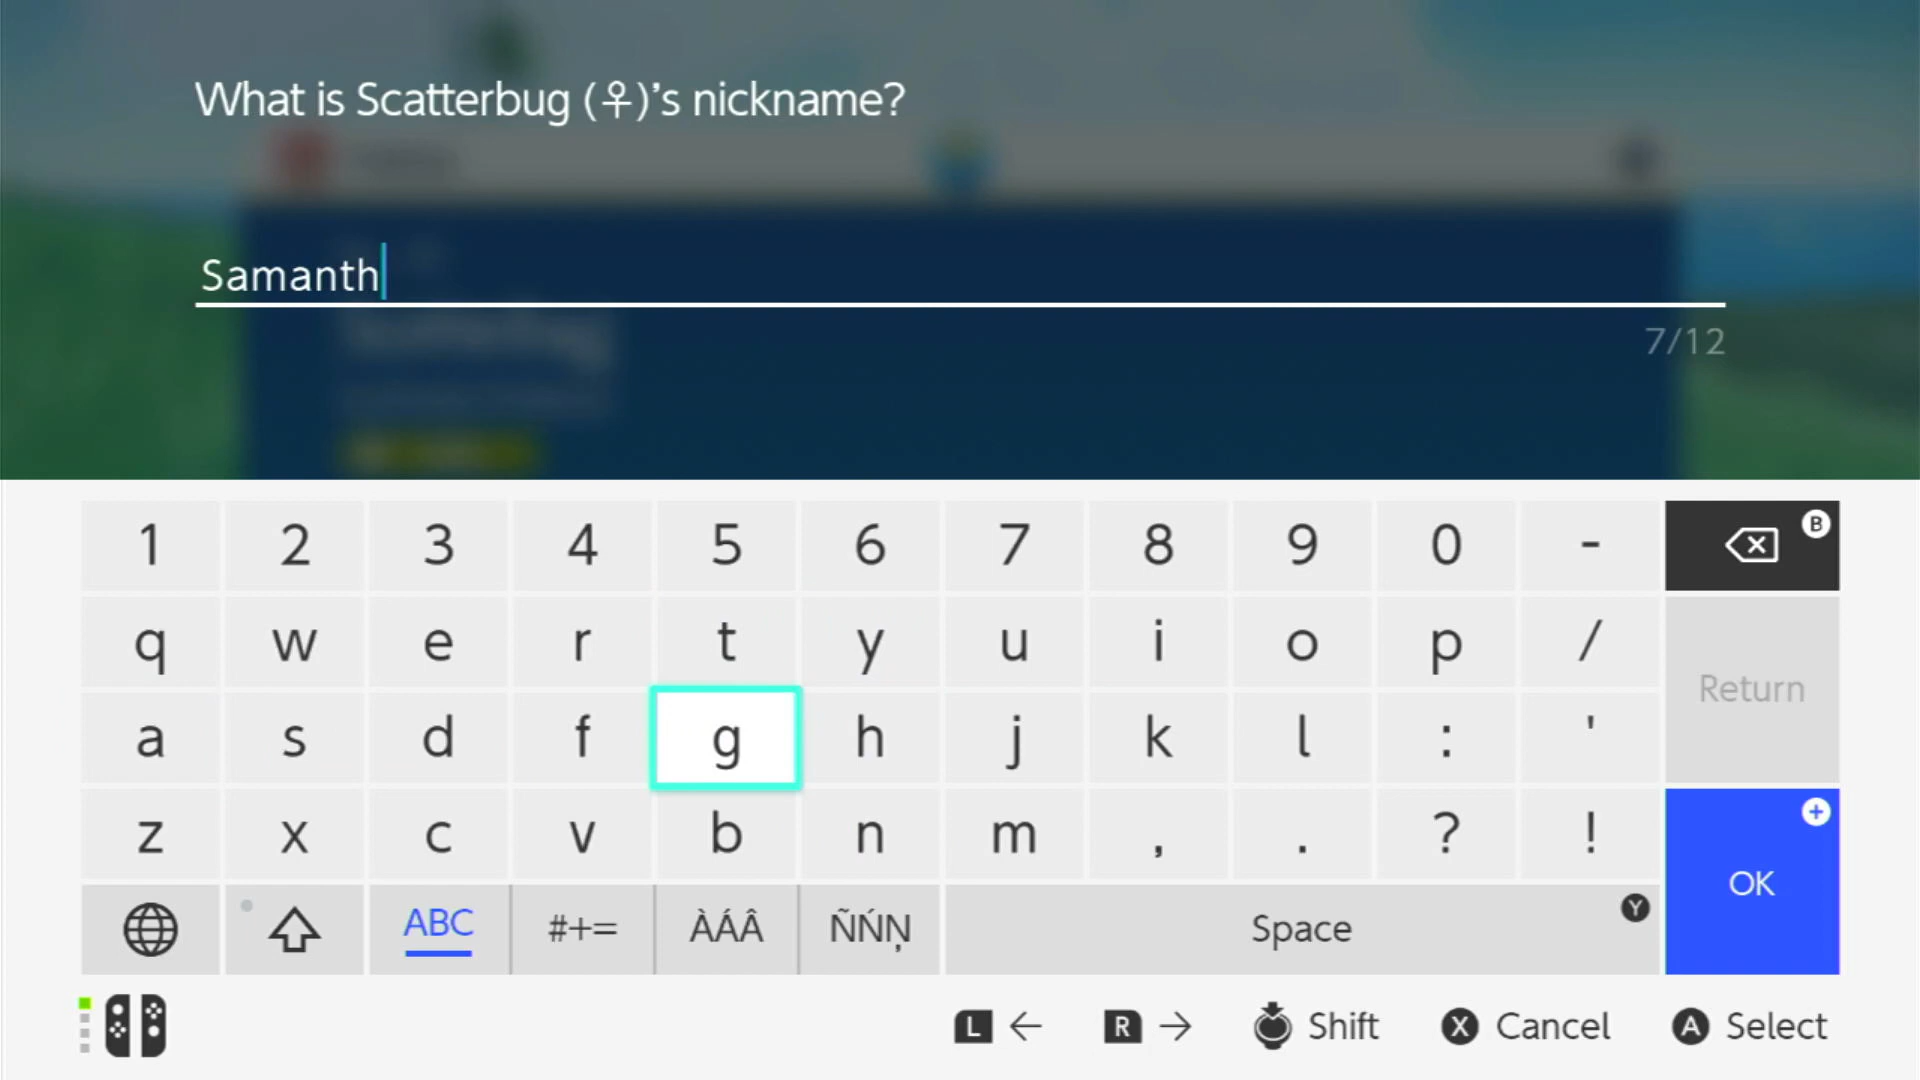 What is Scatterbug (♀)’s nickname?
Samanth
7/12
1 2 3 4 5 6 7 8 9 0 - B
q w e r t y u i o p /
Return
a s d f g h j k l : '
z x c v b n m , . ? ! +
OK
ABC #+= ÀÁÂ ÑŃŅ Space Y
L ← R → Shift X Cancel A Select